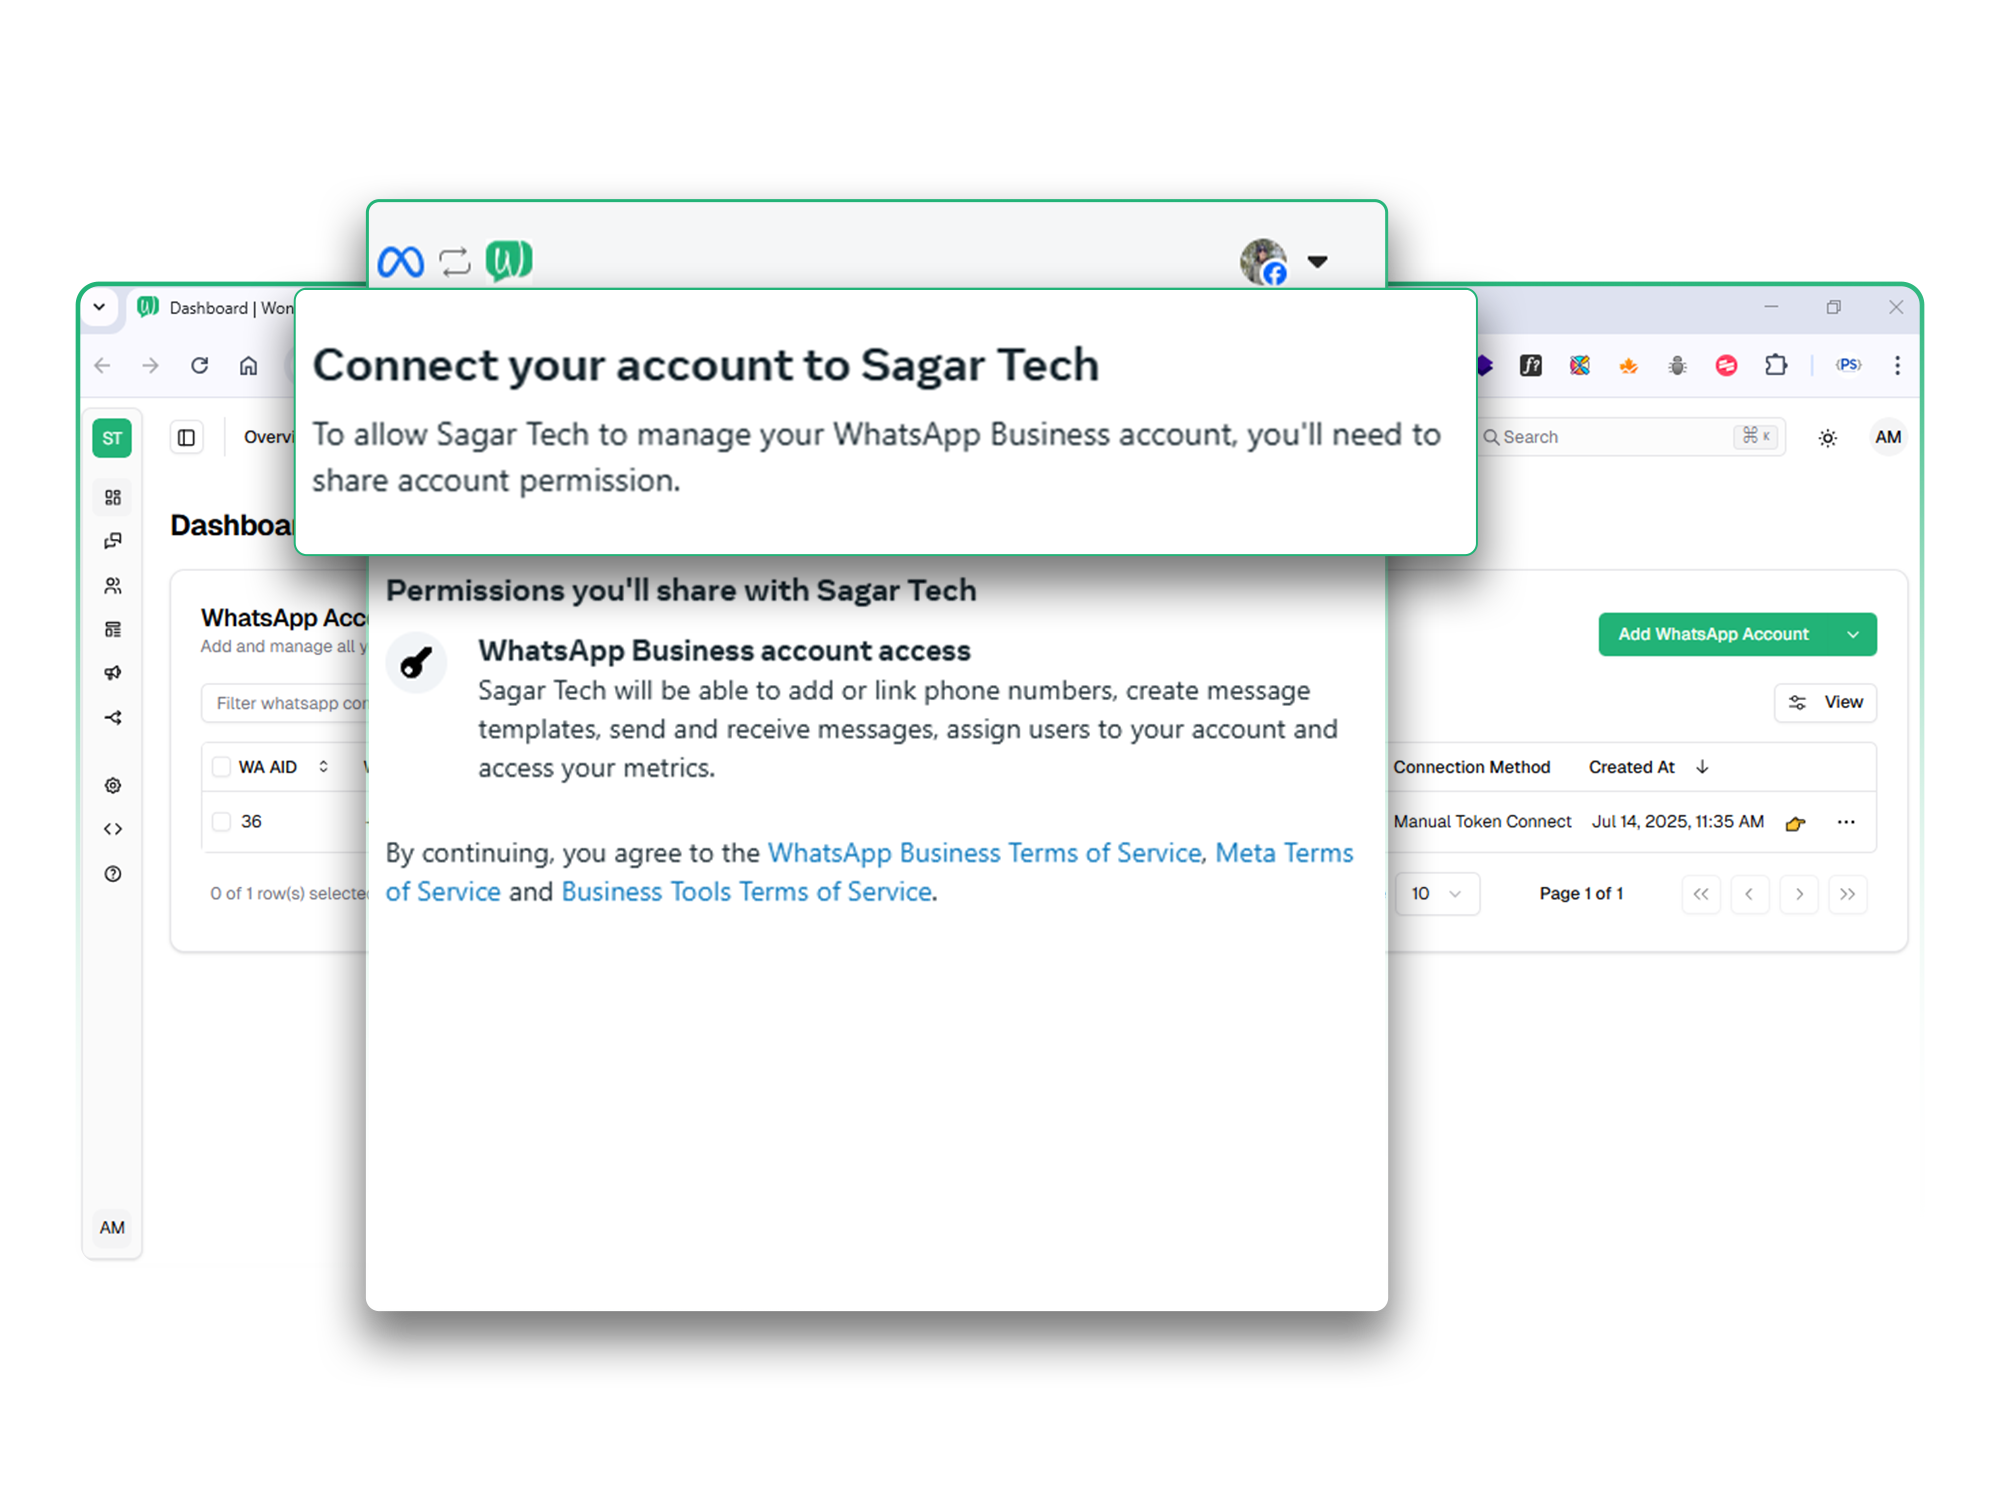 Dashboard | Won
Connect your account to Sagar Tech
To allow Sagar Tech to manage your WhatsApp Business account, you'll need to
share account permission.
ST
Overvi
Search
⌘ K
AM
Dashboa
Permissions you'll share with Sagar Tech
WhatsApp Acc
Add and manage all y
WhatsApp Business account access
Sagar Tech will be able to add or link phone numbers, create message
templates, send and receive messages, assign users to your account and
access your metrics.
Add WhatsApp Account
Filter whatsapp con
View
WA AID
Connection Method
Created At
36
Manual Token Connect
Jul 14, 2025, 11:35 AM
By continuing, you agree to the WhatsApp Business Terms of Service, Meta Terms
of Service and Business Tools Terms of Service.
0 of 1 row(s) selecte
10
Page 1 of 1
AM
f?
{PS}